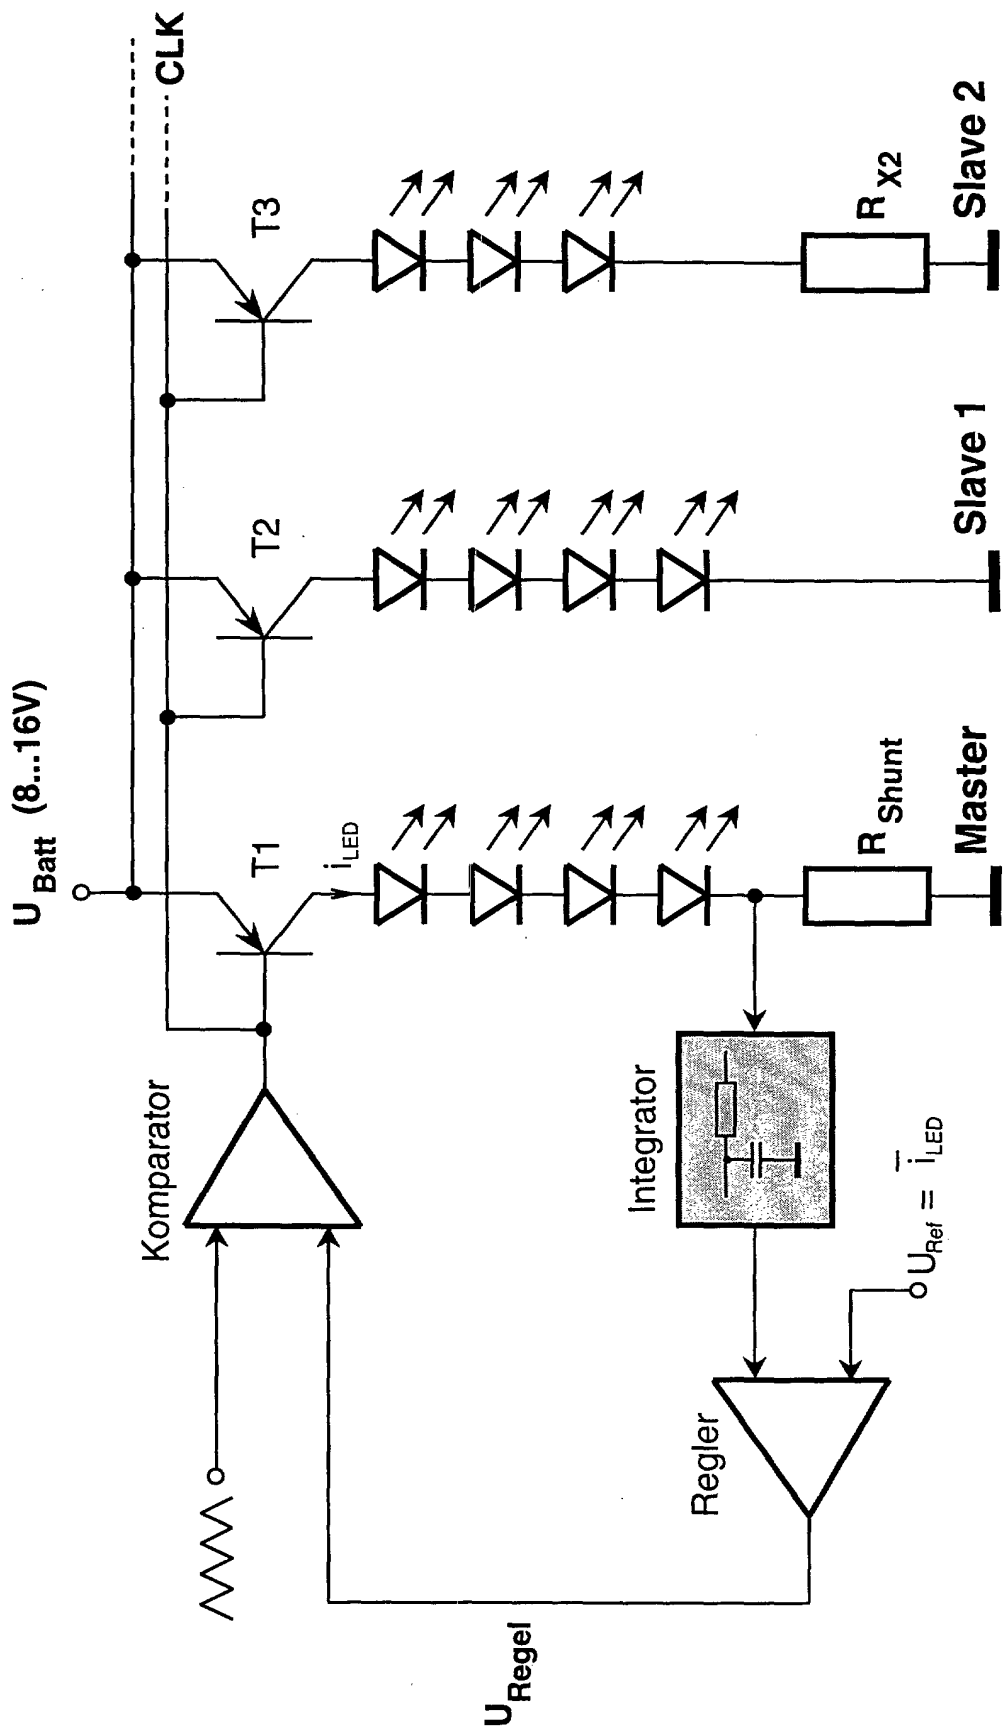 U_Batt (8...16V)
CLK
Komparator
T1
T2
T3
i_LED
U_Regel
Integrator
Regler
U_Ref = i̅_LED
R_Shunt
R_X2
Master
Slave 1
Slave 2